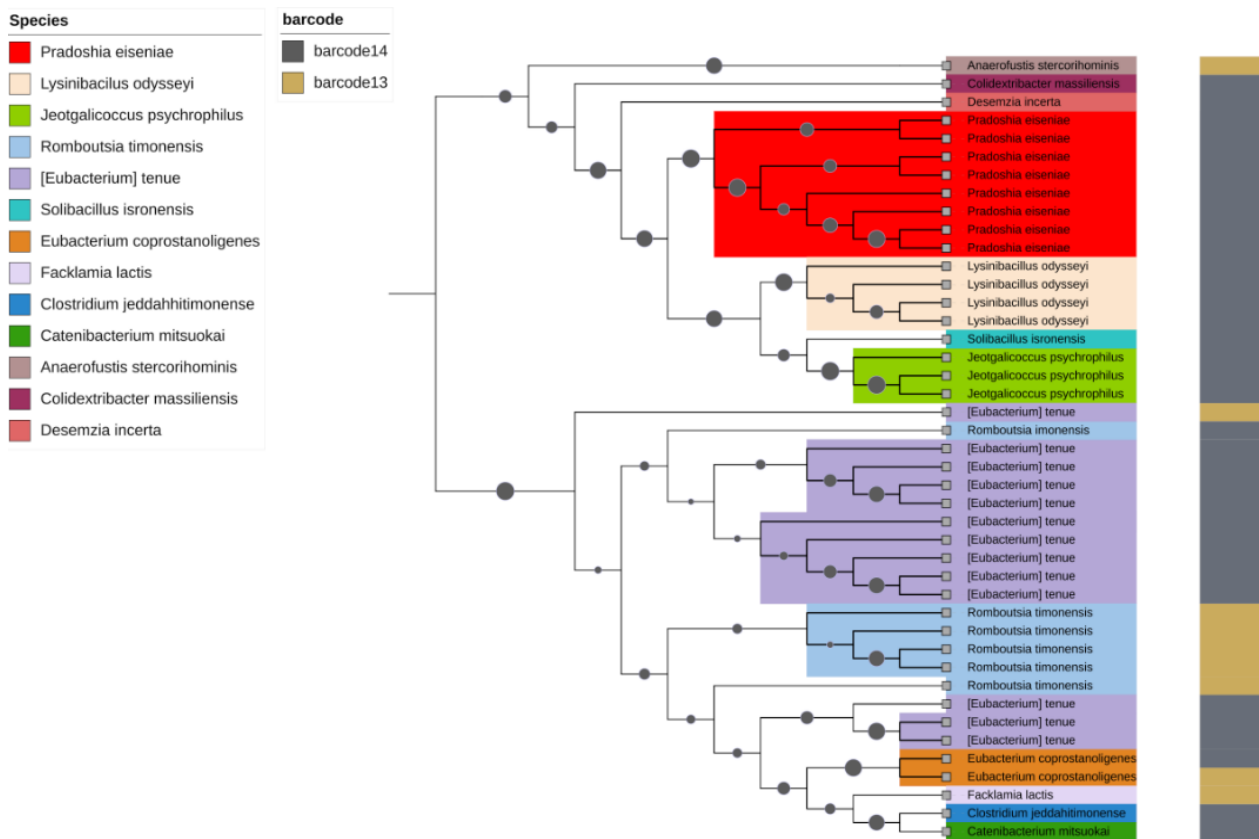 Species
Pradoshia eiseniae
Lysinibacilus odysseyi
Jeotgalicoccus psychrophilus
Romboutsia timonensis
[Eubacterium] tenue
Solibacillus isronensis
Eubacterium coprostanoligenes
Facklamia lactis
Clostridium jeddahhitimonense
Catenibacterium mitsuokai
Anaerofustis stercorihominis
Colidextribacter massiliensis
Desemzia incerta
barcode
barcode14
barcode13
Anaerofustis stercorihominis
Colidextribacter massiliensis
Desemzia incerta
Pradoshia eiseniae
Pradoshia eiseniae
Pradoshia eiseniae
Pradoshia eiseniae
Pradoshia eiseniae
Pradoshia eiseniae
Pradoshia eiseniae
Pradoshia eiseniae
Lysinibacillus odysseyi
Lysinibacillus odysseyi
Lysinibacillus odysseyi
Lysinibacillus odysseyi
Solibacillus isronensis
Jeotgalicoccus psychrophilus
Jeotgalicoccus psychrophilus
Jeotgalicoccus psychrophilus
[Eubacterium] tenue
Romboutsia imonensis
[Eubacterium] tenue
[Eubacterium] tenue
[Eubacterium] tenue
[Eubacterium] tenue
[Eubacterium] tenue
[Eubacterium] tenue
[Eubacterium] tenue
[Eubacterium] tenue
[Eubacterium] tenue
Romboutsia timonensis
Romboutsia timonensis
Romboutsia timonensis
Romboutsia timonensis
Romboutsia timonensis
[Eubacterium] tenue
[Eubacterium] tenue
[Eubacterium] tenue
Eubacterium coprostanoligenes
Eubacterium coprostanoligenes
Facklamia lactis
Clostridium jeddahitimonense
Catenibacterium mitsuokai